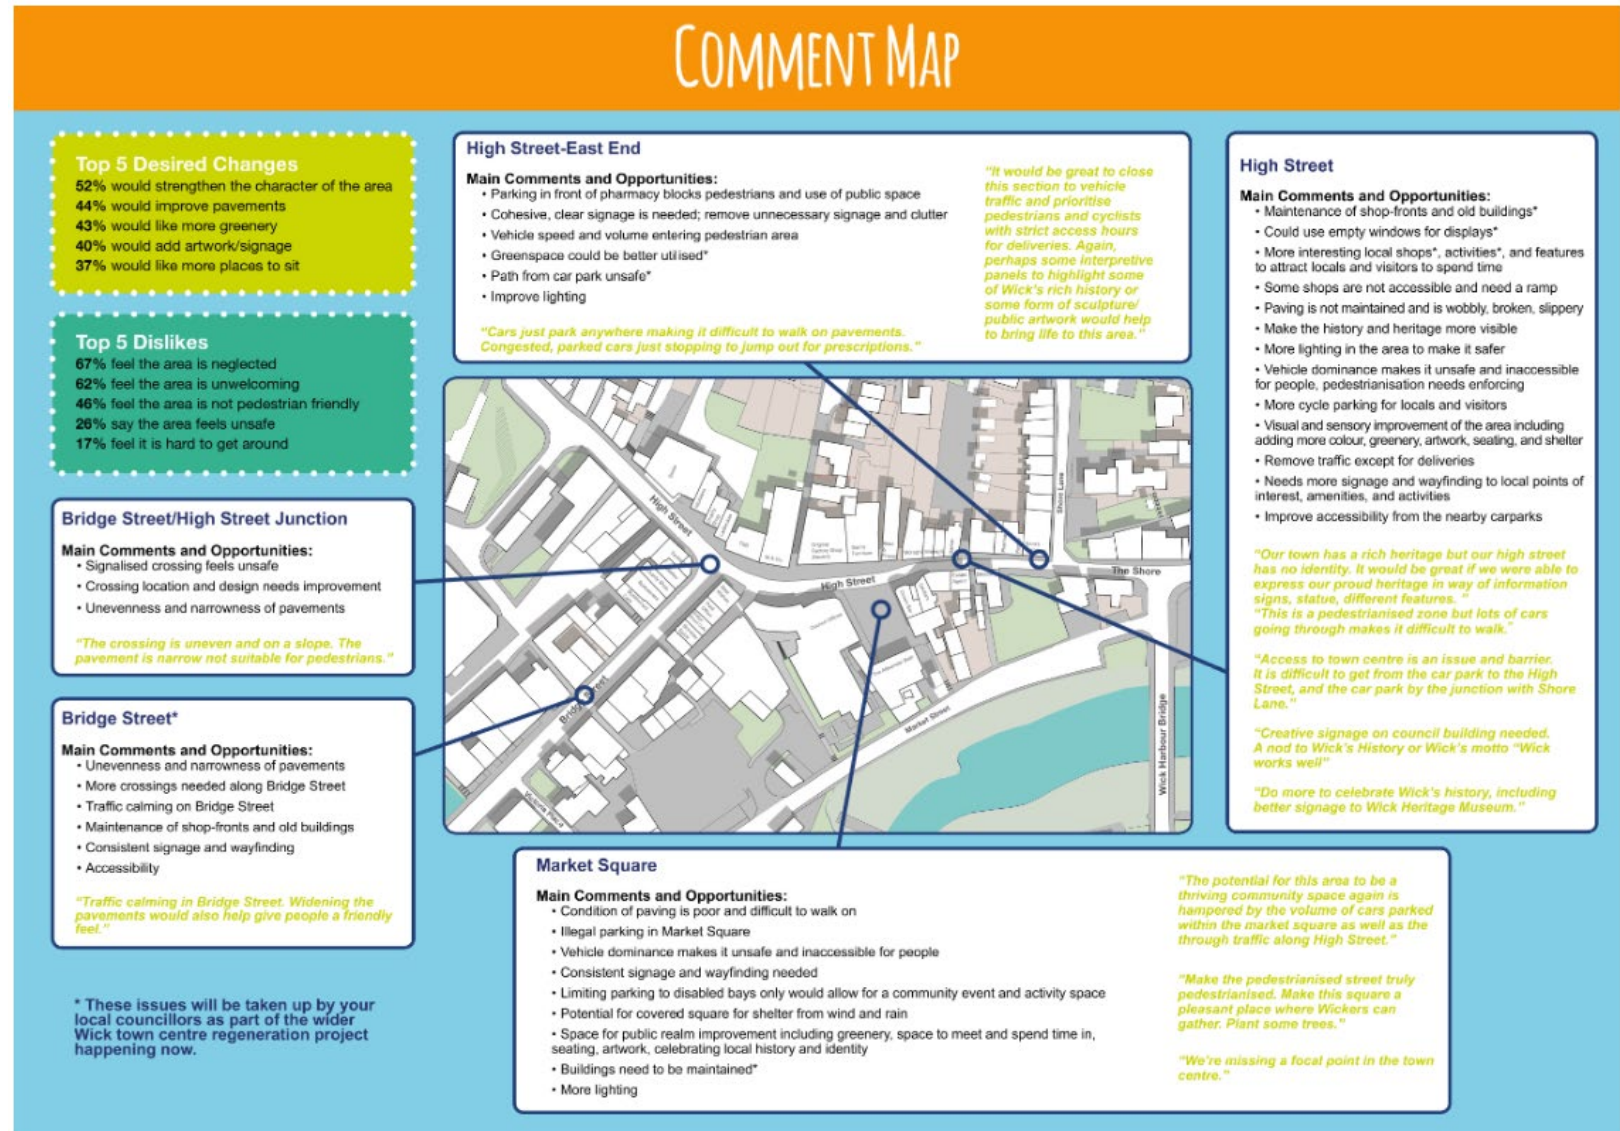 COMMENT MAP
Top 5 Desired Changes
52% would strengthen the character of the area
44% would improve pavements
43% would like more greenery
40% would add artwork/signage
37% would like more places to sit
Top 5 Dislikes
67% feel the area is neglected
62% feel the area is unwelcoming
46% feel the area is not pedestrian friendly
26% say the area feels unsafe
17% feel it is hard to get around
Bridge Street/High Street Junction
Main Comments and Opportunities:
• Signalised crossing feels unsafe
• Crossing location and design needs improvement
• Unevenness and narrowness of pavements
"The crossing is uneven and on a slope. The
pavement is narrow not suitable for pedestrians."
Bridge Street*
Main Comments and Opportunities:
• Unevenness and narrowness of pavements
• More crossings needed along Bridge Street
• Traffic calming on Bridge Street
• Maintenance of shop-fronts and old buildings
• Consistent signage and wayfinding
• Accessibility
"Traffic calming in Bridge Street. Widening the
pavements would also help give people a friendly
feel."
* These issues will be taken up by your
local councillors as part of the wider
Wick town centre regeneration project
happening now.
High Street-East End
Main Comments and Opportunities:
• Parking in front of pharmacy blocks pedestrians and use of public space
• Cohesive, clear signage is needed; remove unnecessary signage and clutter
• Vehicle speed and volume entering pedestrian area
• Greenspace could be better utilised*
• Path from car park unsafe*
• Improve lighting
"Cars just park anywhere making it difficult to walk on pavements.
Congested, parked cars just stopping to jump out for prescriptions."
"It would be great to close
this section to vehicle
traffic and prioritise
pedestrians and cyclists
with strict access hours
for deliveries. Again,
perhaps some interpretive
panels to highlight some
of Wick's rich history or
some form of sculpture/
public artwork would help
to bring life to this area."
High Street
High Street
Shore Lane
The Shore
Bridge Street
Market Street
Victoria Place
Wick Harbour Bridge
Market Square
Main Comments and Opportunities:
• Condition of paving is poor and difficult to walk on
• Illegal parking in Market Square
• Vehicle dominance makes it unsafe and inaccessible for people
• Consistent signage and wayfinding needed
• Limiting parking to disabled bays only would allow for a community event and activity space
• Potential for covered square for shelter from wind and rain
• Space for public realm improvement including greenery, space to meet and spend time in,
seating, artwork, celebrating local history and identity
• Buildings need to be maintained*
• More lighting
"The potential for this area to be a
thriving community space again is
hampered by the volume of cars parked
within the market square as well as the
through traffic along High Street."
"Make the pedestrianised street truly
pedestrianised. Make this square a
pleasant place where Wickers can
gather. Plant some trees."
"We're missing a focal point in the town
centre."
High Street
Main Comments and Opportunities:
• Maintenance of shop-fronts and old buildings*
• Could use empty windows for displays*
• More interesting local shops*, activities*, and features
to attract locals and visitors to spend time
• Some shops are not accessible and need a ramp
• Paving is not maintained and is wobbly, broken, slippery
• Make the history and heritage more visible
• More lighting in the area to make it safer
• Vehicle dominance makes it unsafe and inaccessible
for people, pedestrianisation needs enforcing
• More cycle parking for locals and visitors
• Visual and sensory improvement of the area including
adding more colour, greenery, artwork, seating, and shelter
• Remove traffic except for deliveries
• Needs more signage and wayfinding to local points of
interest, amenities, and activities
• Improve accessibility from the nearby carparks
"Our town has a rich heritage but our high street
has no identity. It would be great if we were able to
express our proud heritage in way of information
signs, statue, different features. "
"This is a pedestrianised zone but lots of cars
going through makes it difficult to walk."
"Access to town centre is an issue and barrier.
It is difficult to get from the car park to the High
Street, and the car park by the junction with Shore
Lane."
"Creative signage on council building needed.
A nod to Wick's History or Wick's motto "Wick
works well"
"Do more to celebrate Wick's history, including
better signage to Wick Heritage Museum."